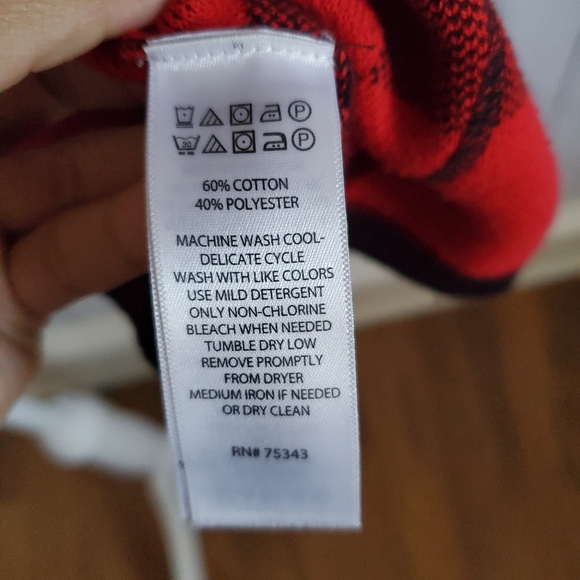 P
30 P
60% COTTON
40% POLYESTER
MACHINE WASH COOL-
DELICATE CYCLE
WASH WITH LIKE COLORS
USE MILD DETERGENT
ONLY NON-CHLORINE
BLEACH WHEN NEEDED
TUMBLE DRY LOW
REMOVE PROMPTLY
FROM DRYER
MEDIUM IRON IF NEEDED
OR DRY CLEAN
RN# 75343